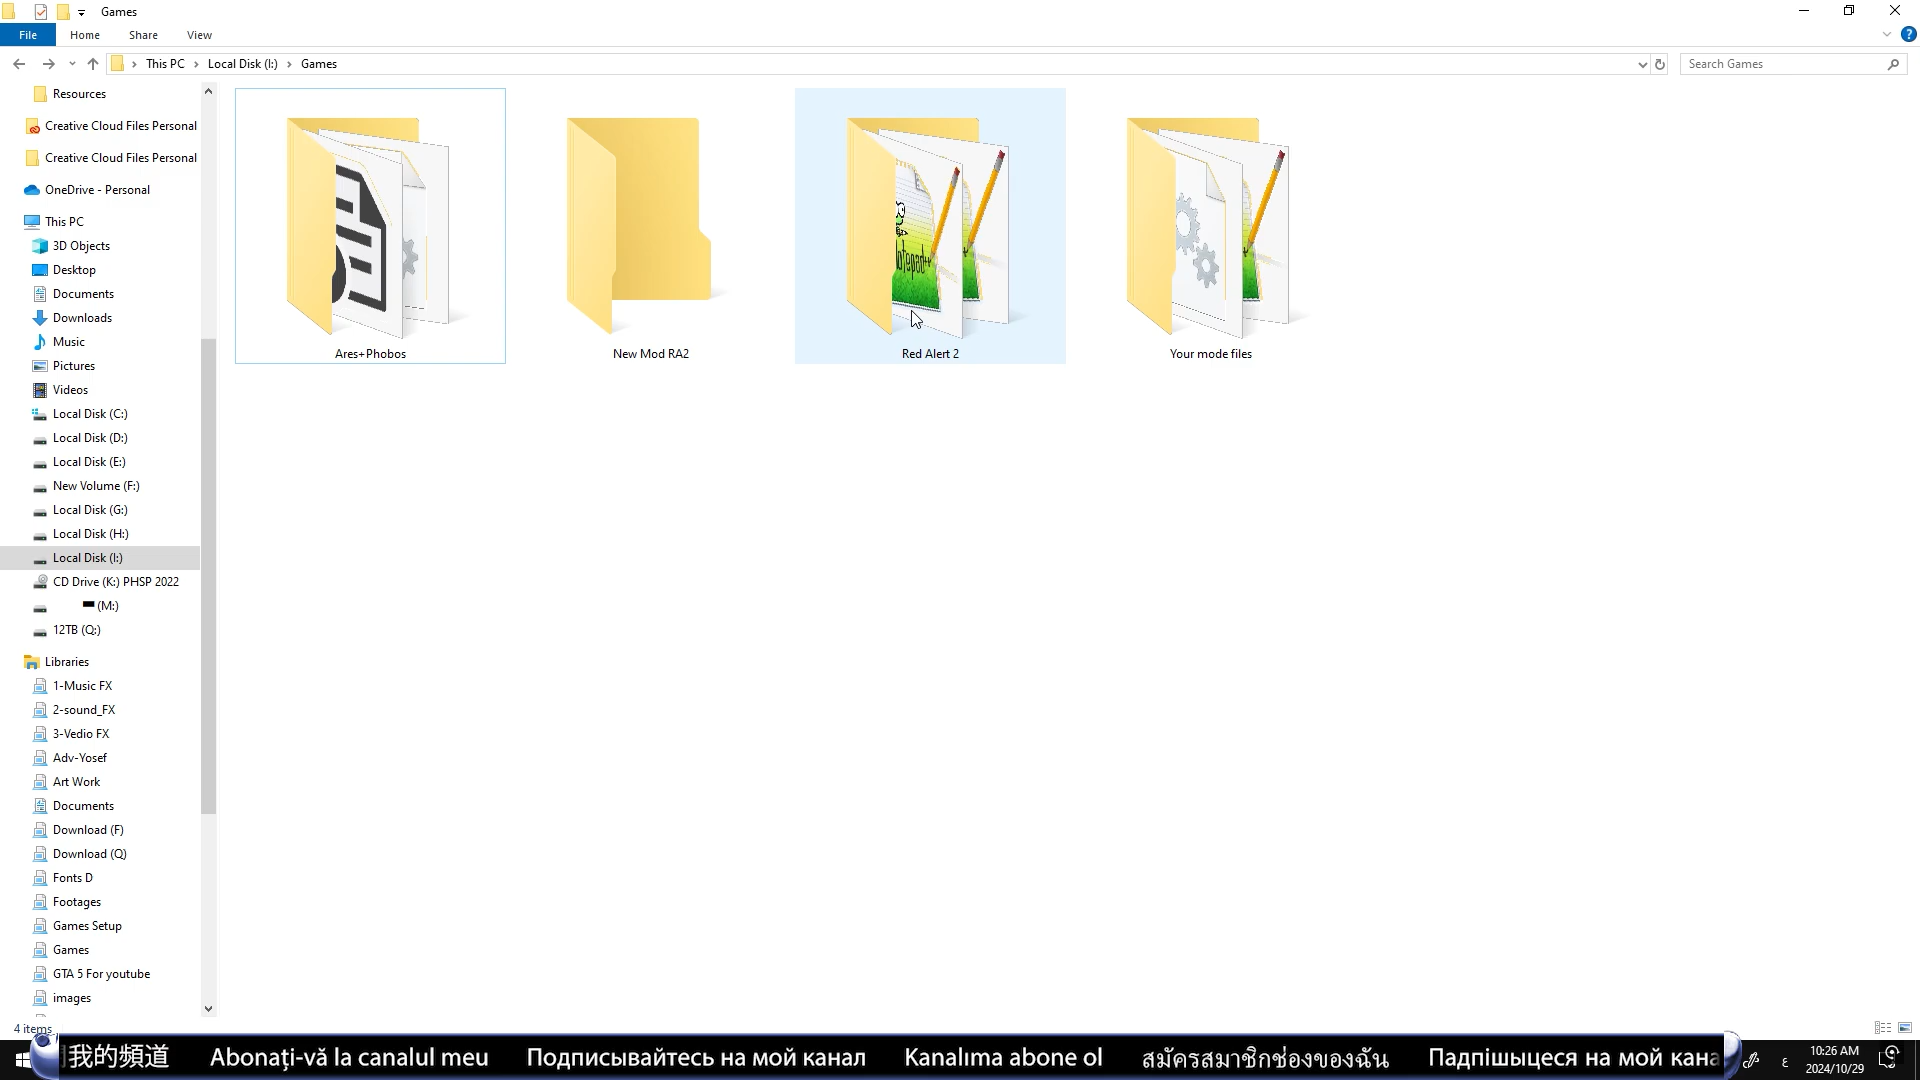 Games
File
Home
Share
View
This PC
Local Disk (I:)
Games
Search Games
Resources
Creative Cloud Files Personal
Creative Cloud Files Personal
OneDrive - Personal
This PC
3D Objects
Desktop
Documents
Downloads
Music
Pictures
Videos
Local Disk (C:)
Local Disk (D:)
Local Disk (E:)
New Volume (F:)
Local Disk (G:)
Local Disk (H:)
Local Disk (I:)
CD Drive (K:) PHSP 2022
(M:)
12TB (Q:)
Libraries
1-Music FX
2-sound_FX
3-Vedio FX
Adv-Yosef
Art Work
Documents
Download (F)
Download (Q)
Fonts D
Footages
Games Setup
Games
GTA 5 For youtube
images
Ares+Phobos
New Mod RA2
Red Alert 2
Your mode files
4 items
我的頻道 Abonați-vă la canalul meu Подписывайтесь на мой канал Kanalıma abone ol สมัครสมาชิกช่องของฉัน Падпішыцеся на мой кана
ع
10:26 AM
2024/10/29